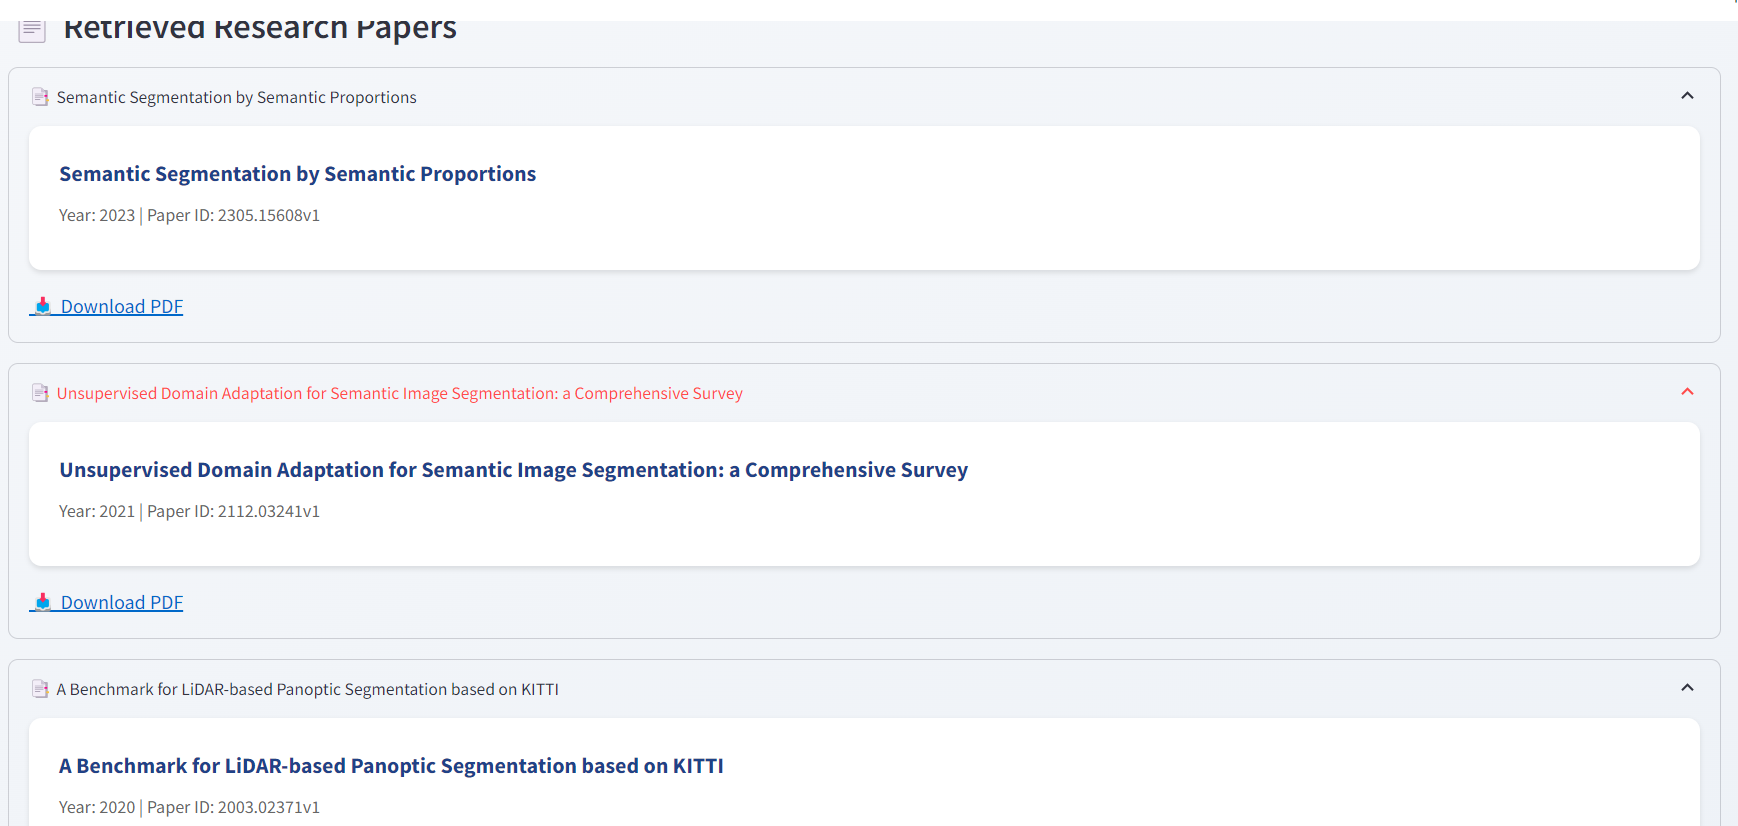 Retrieved Research Papers
Semantic Segmentation by Semantic Proportions
Semantic Segmentation by Semantic Proportions
Year: 2023 | Paper ID: 2305.15608v1
Download PDF
Unsupervised Domain Adaptation for Semantic Image Segmentation: a Comprehensive Survey
Unsupervised Domain Adaptation for Semantic Image Segmentation: a Comprehensive Survey
Year: 2021 | Paper ID: 2112.03241v1
Download PDF
A Benchmark for LiDAR-based Panoptic Segmentation based on KITTI
A Benchmark for LiDAR-based Panoptic Segmentation based on KITTI
Year: 2020 | Paper ID: 2003.02371v1